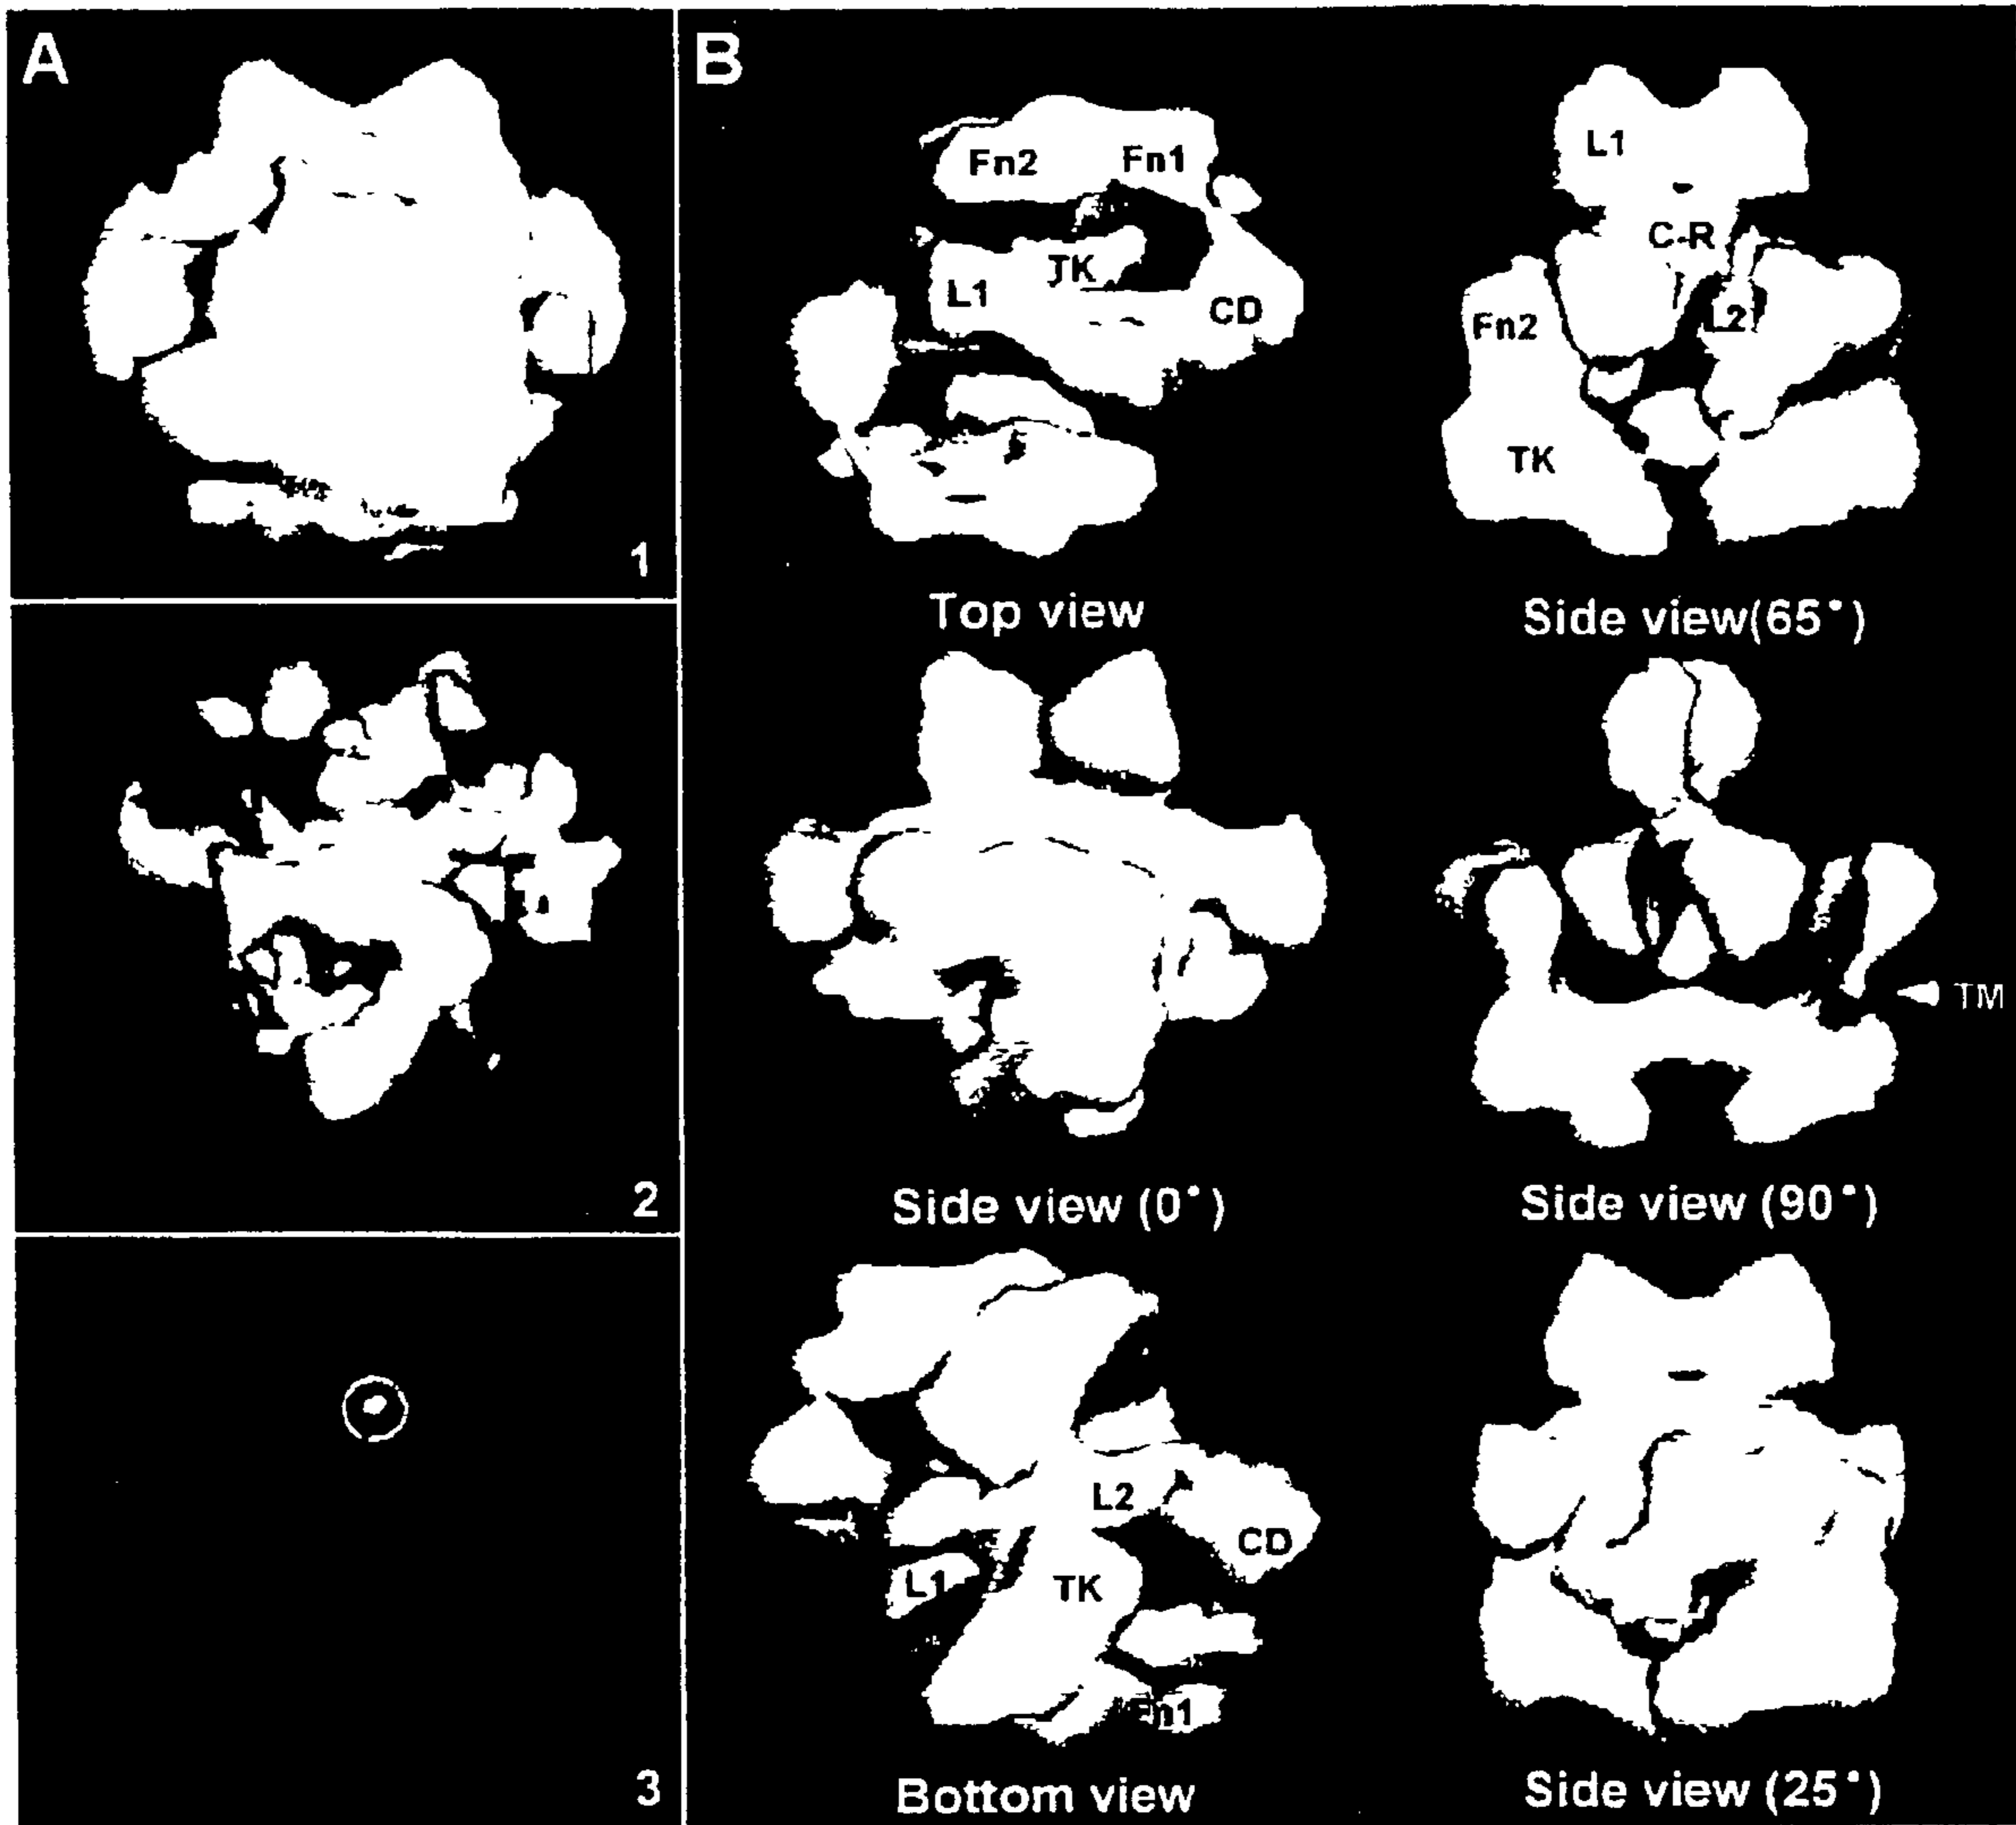 A
1
2
3
B
Fn2 Fn1
TK
L1
CD
Top view
L1
C-R
Fn2
L2
TK
Side view(65°)
Side view (0°)
TM
Side view (90°)
L2
CD
L1
TK
Fn1
Bottom view
Side view (25°)